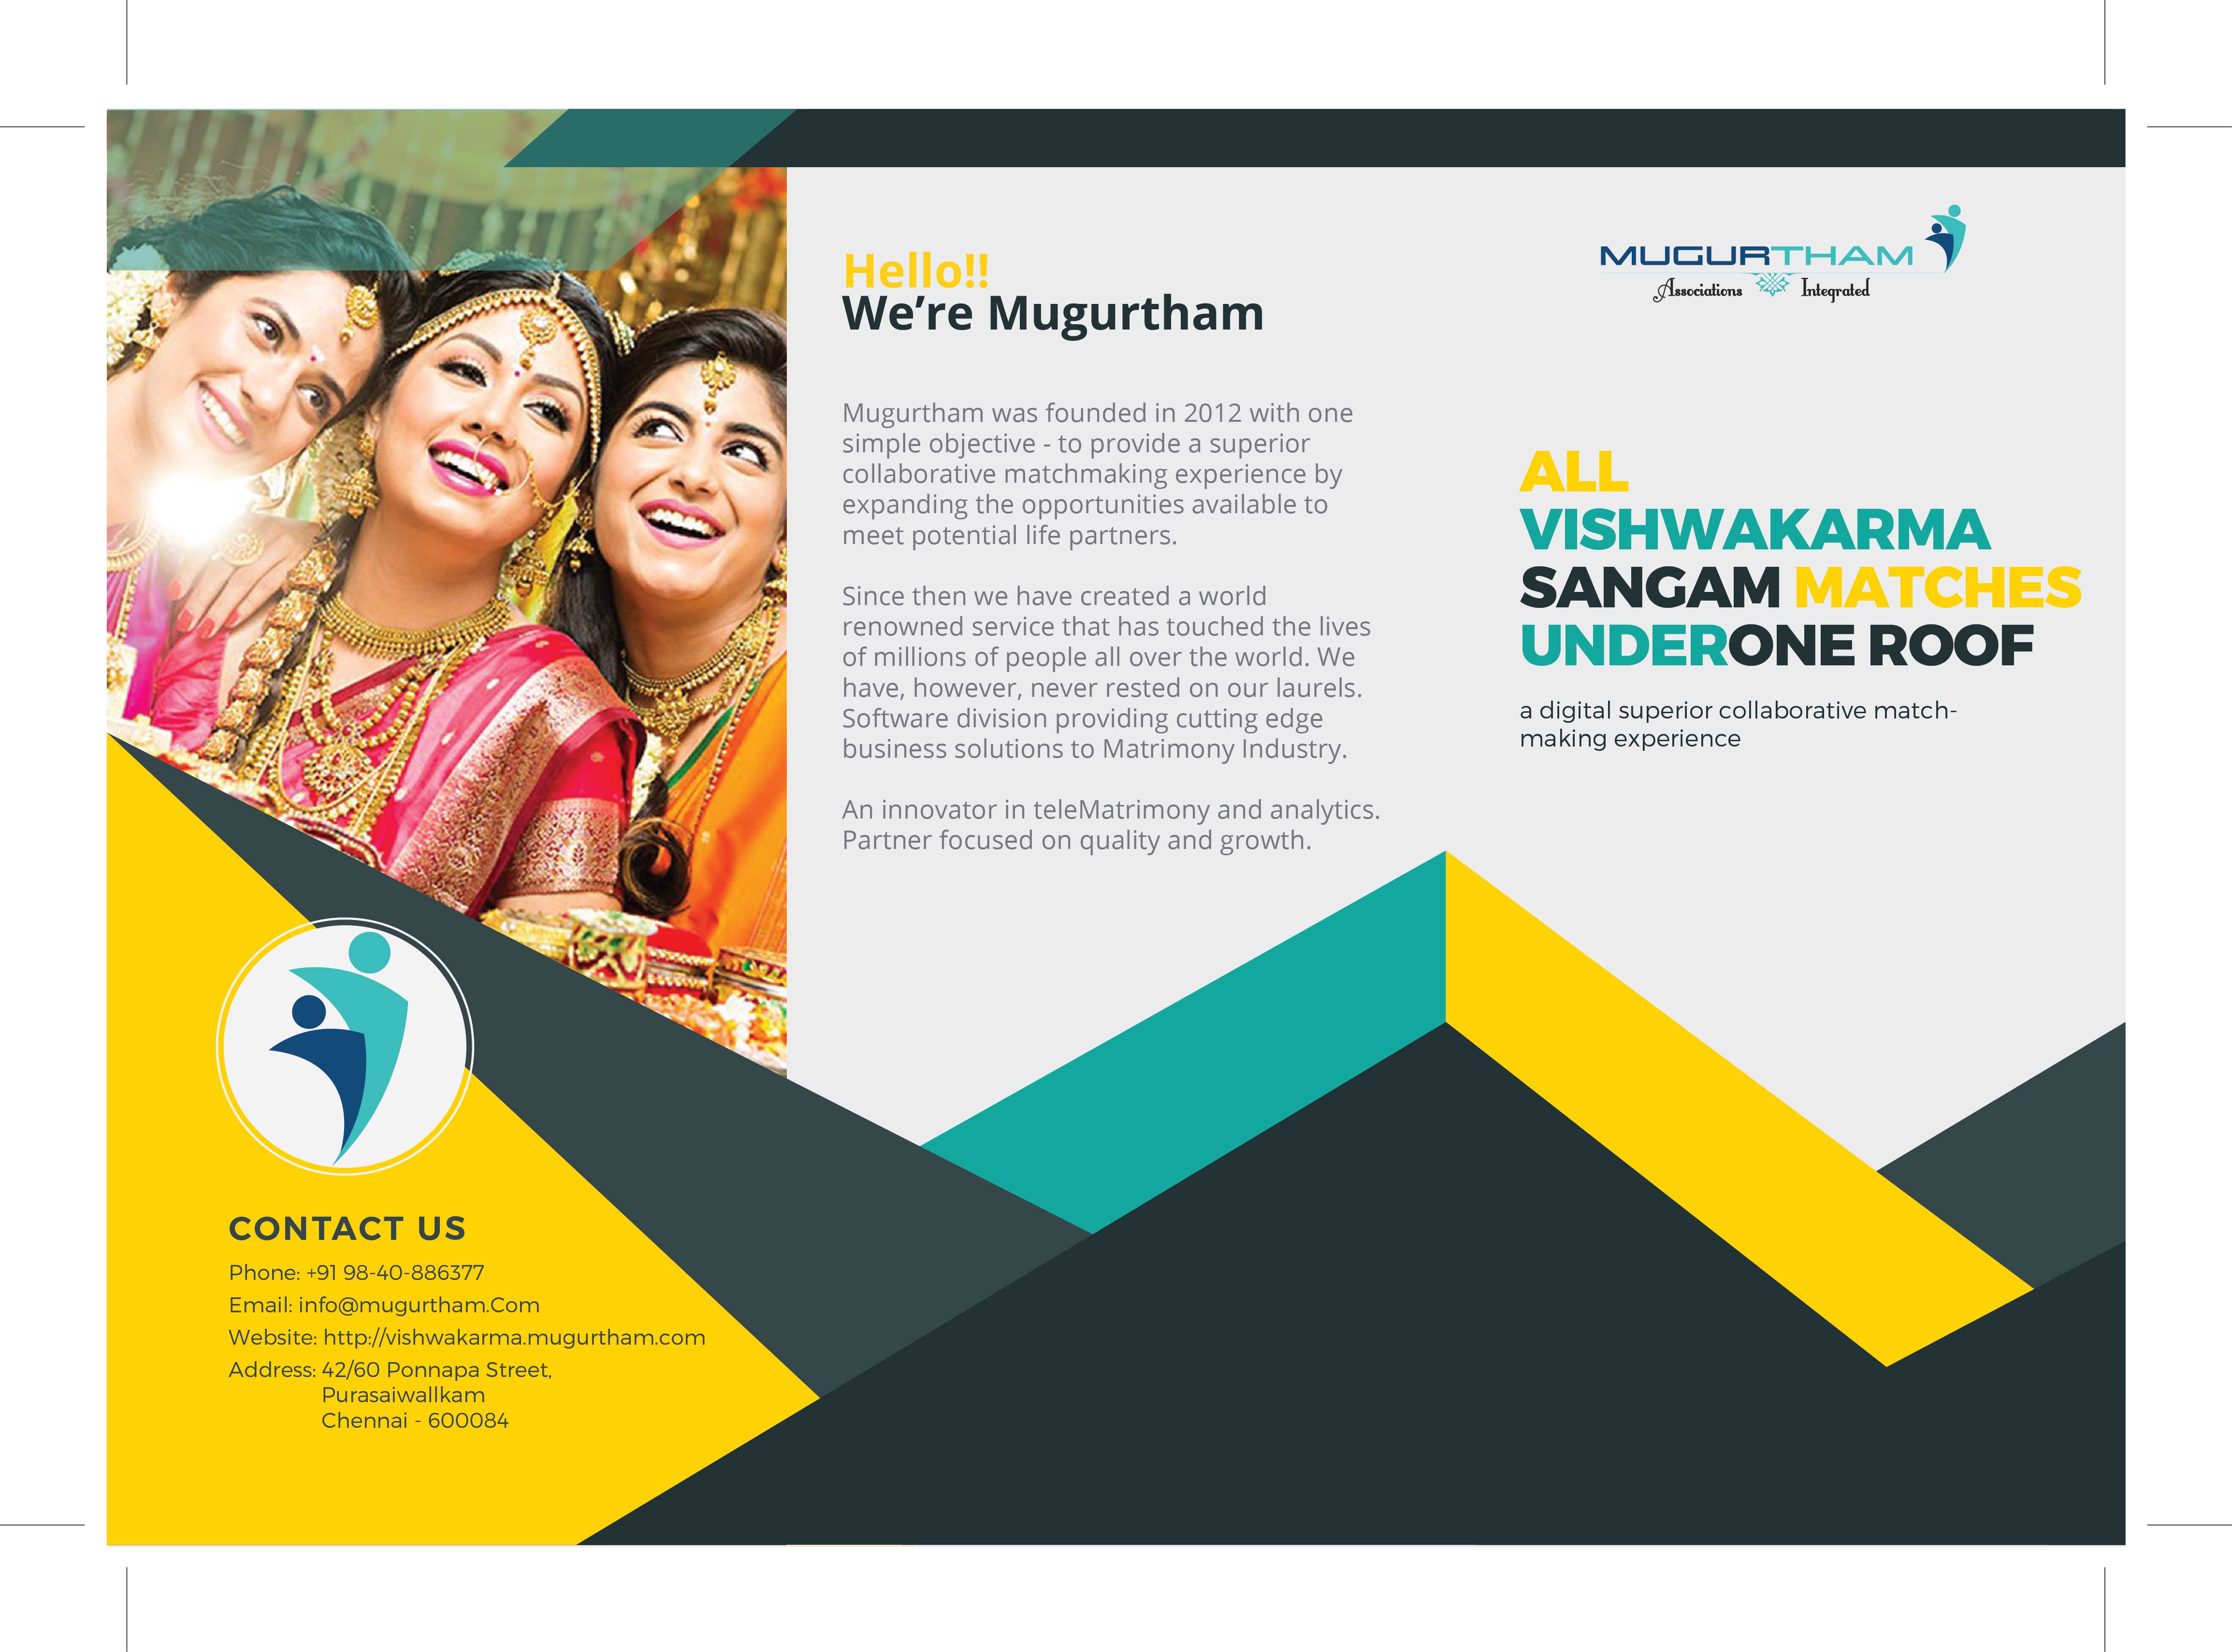 Hello!!
We're Mugurtham
Mugurtham was founded in 2012 with one
simple objective - to provide a superior
collaborative matchmaking experience by
expanding the opportunities available to
meet potential life partners.
Since then we have created a world
renowned service that has touched the lives
of millions of people all over the world. We
have, however, never rested on our laurels.
Software division providing cutting edge
business solutions to Matrimony Industry.
An innovator in teleMatrimony and analytics.
Partner focused on quality and growth.
MUGURTHAM
Associations Integrated
ALL
VISHWAKARMA
SANGAM MATCHES
UNDERONE ROOF
a digital superior collaborative match-
making experience
CONTACT US
Phone: +91 98-40-886377
Email: info@mugurtham.Com
Website: http://vishwakarma.mugurtham.com
Address: 42/60 Ponnapa Street,
Purasaiwallkam
Chennai - 600084